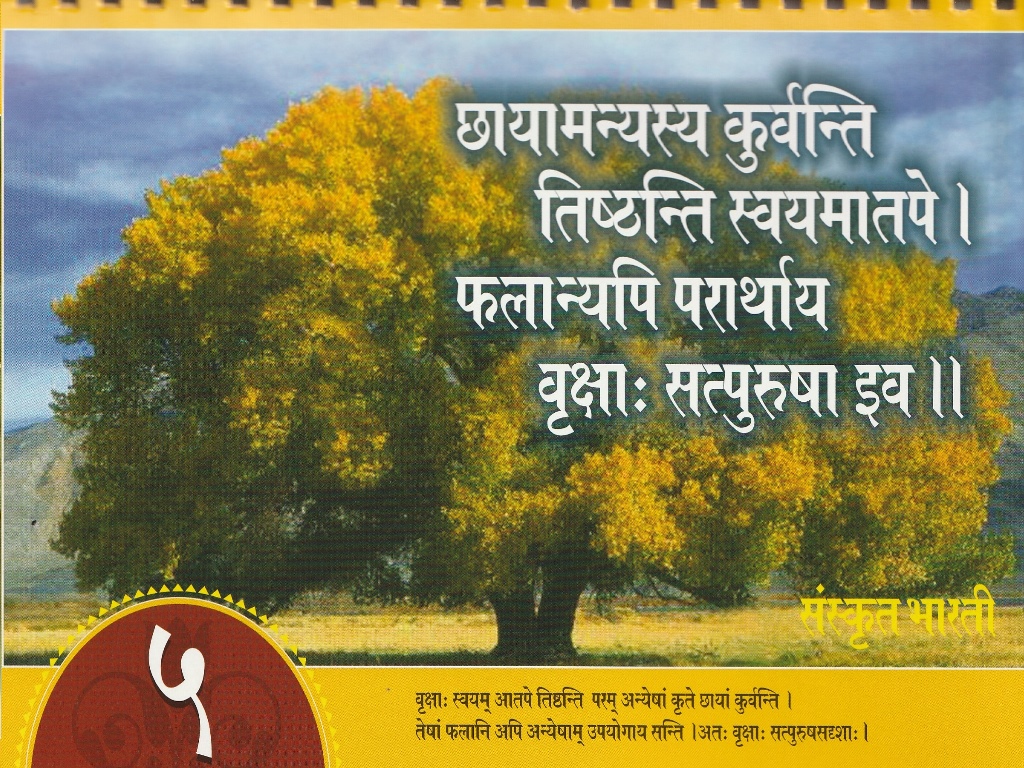 छायामन्यस्य कुर्वन्ति
तिष्ठन्ति स्वयमातपे ।
फलान्यपि परार्थाय
वृक्षाः सत्पुरुषा इव ।।
संस्कृत भारती
५
वृक्षाः स्वयम् आतपे तिष्ठन्ति परम् अन्येषां कृते छायां कुर्वन्ति ।
तेषां फलानि अपि अन्येषाम् उपयोगाय सन्ति ।अतः वृक्षाः सत्पुरुषसदृशाः।